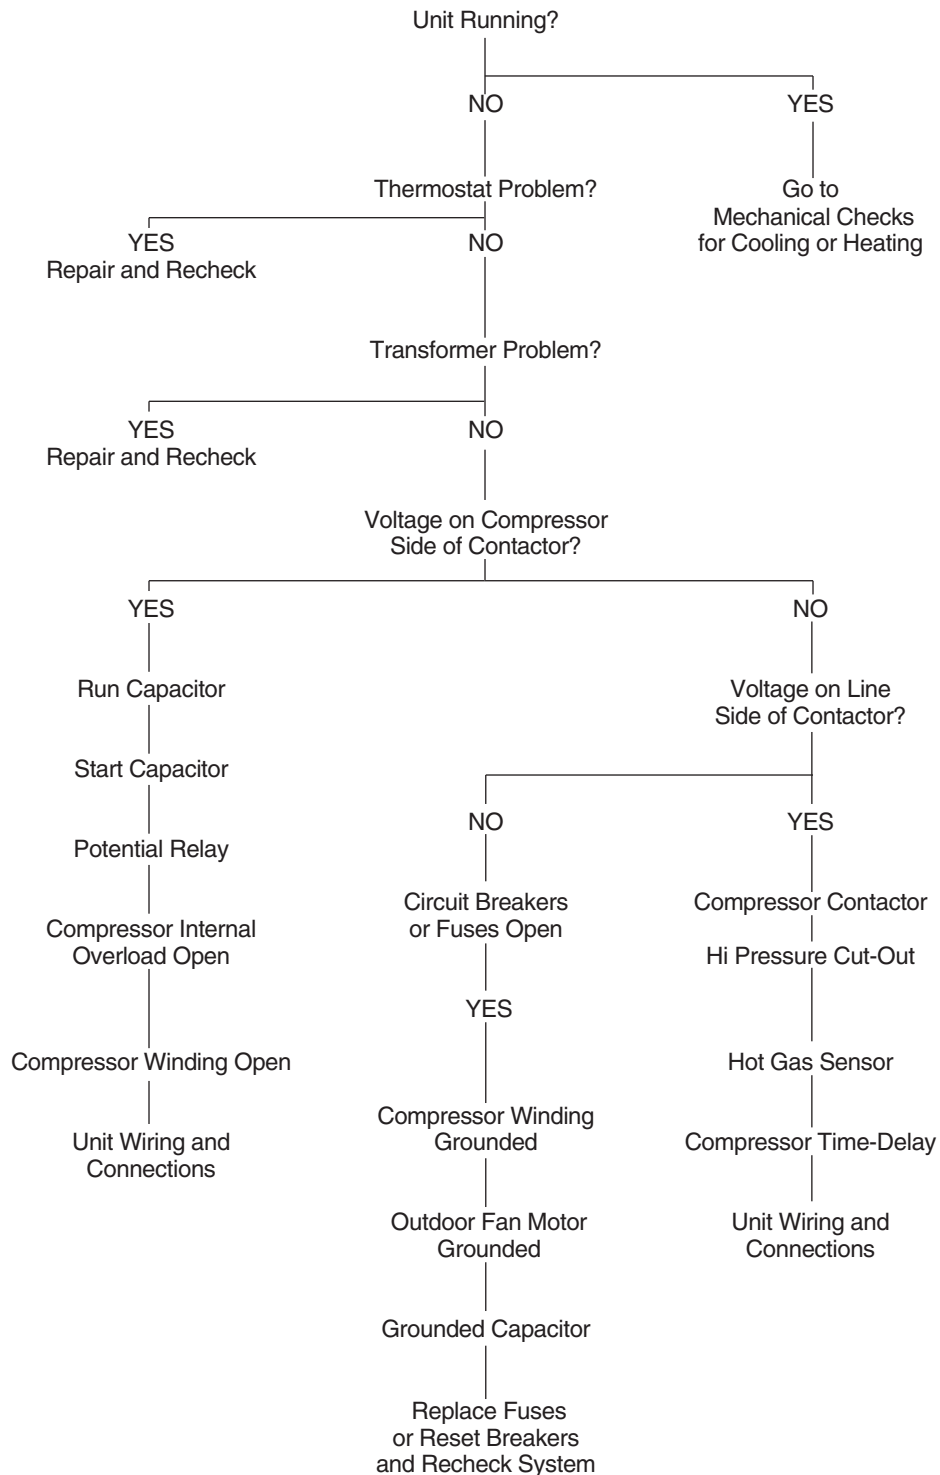 Unit Running?
NO
YES
Thermostat Problem?
Go to
Mechanical Checks
for Cooling or Heating
YES
Repair and Recheck
NO
Transformer Problem?
YES
Repair and Recheck
NO
Voltage on Compressor
Side of Contactor?
YES
NO
Run Capacitor
Start Capacitor
Potential Relay
Compressor Internal
Overload Open
Compressor Winding Open
Unit Wiring and
Connections
Voltage on Line
Side of Contactor?
NO
YES
Circuit Breakers
or Fuses Open
YES
Compressor Winding
Grounded
Outdoor Fan Motor
Grounded
Grounded Capacitor
Replace Fuses
or Reset Breakers
and Recheck System
Compressor Contactor
Hi Pressure Cut-Out
Hot Gas Sensor
Compressor Time-Delay
Unit Wiring and
Connections